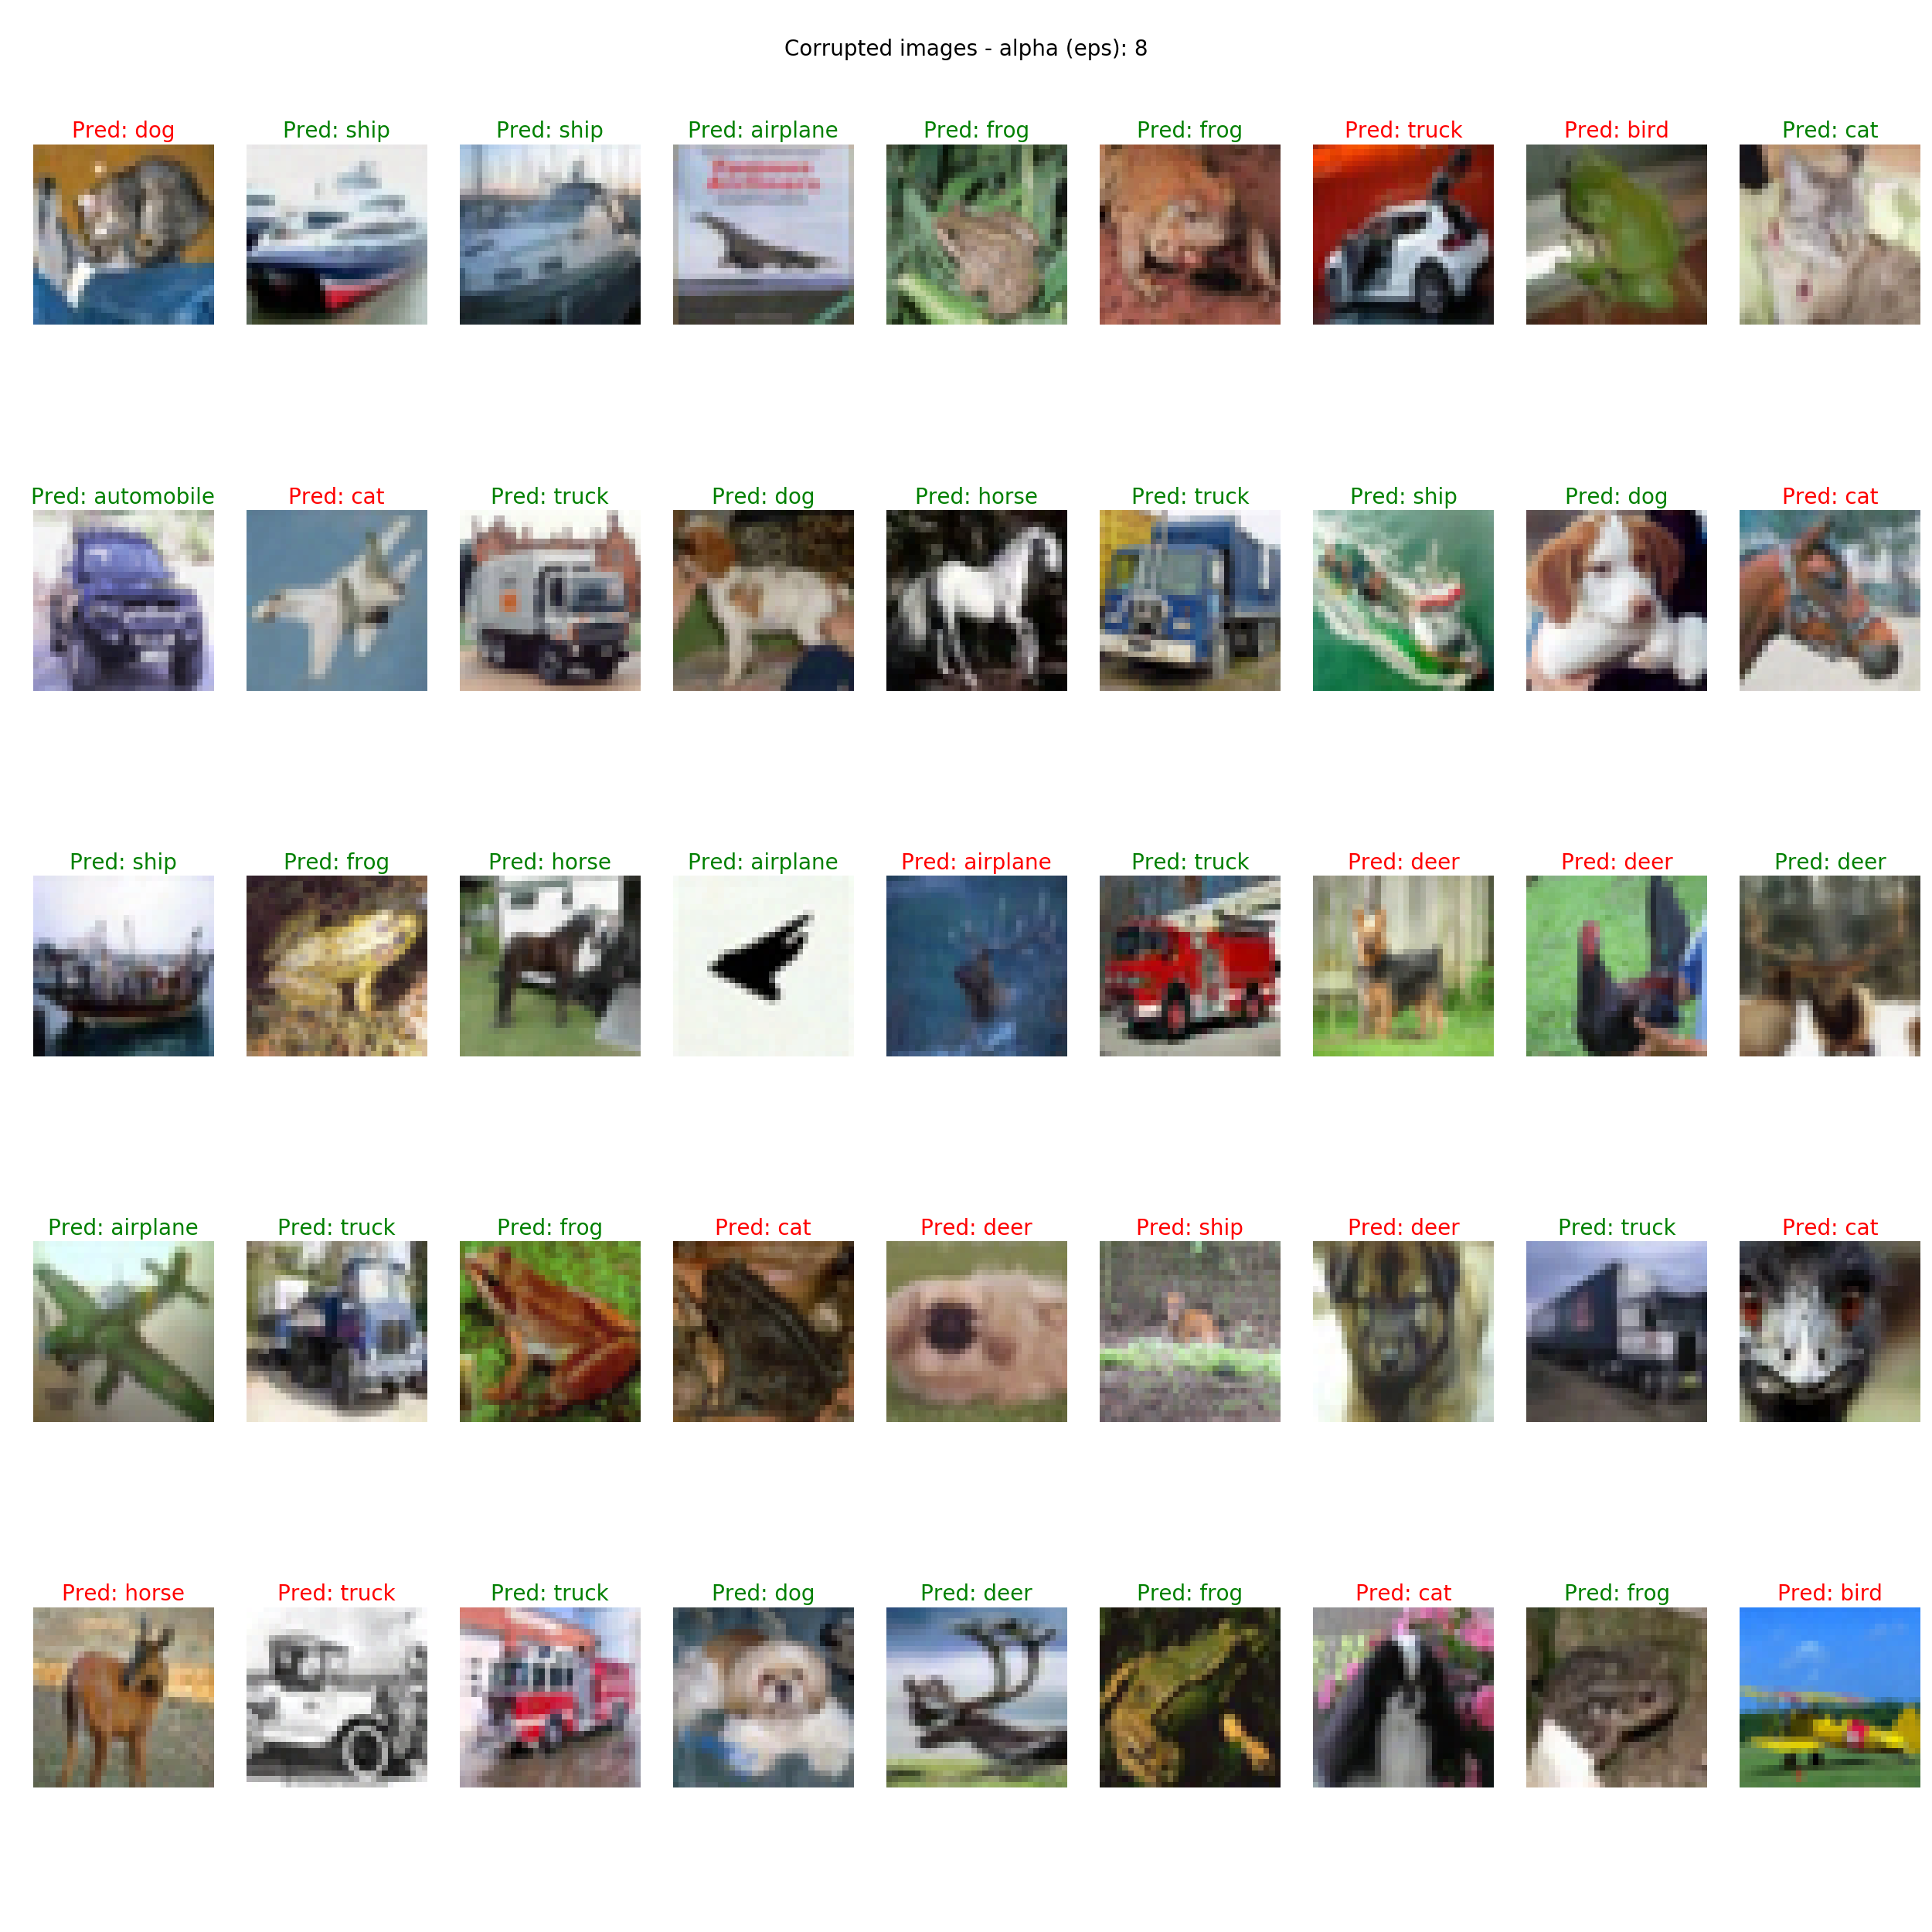 Corrupted images - alpha (eps): 8
Pred: dog Pred: ship Pred: ship Pred: airplane Pred: frog Pred: frog Pred: truck Pred: bird Pred: cat
Pred: automobile Pred: cat Pred: truck Pred: dog Pred: horse Pred: truck Pred: ship Pred: dog Pred: cat
Pred: ship Pred: frog Pred: horse Pred: airplane Pred: airplane Pred: truck Pred: deer Pred: deer Pred: deer
Pred: airplane Pred: truck Pred: frog Pred: cat Pred: deer Pred: ship Pred: deer Pred: truck Pred: cat
Pred: horse Pred: truck Pred: truck Pred: dog Pred: deer Pred: frog Pred: cat Pred: frog Pred: bird